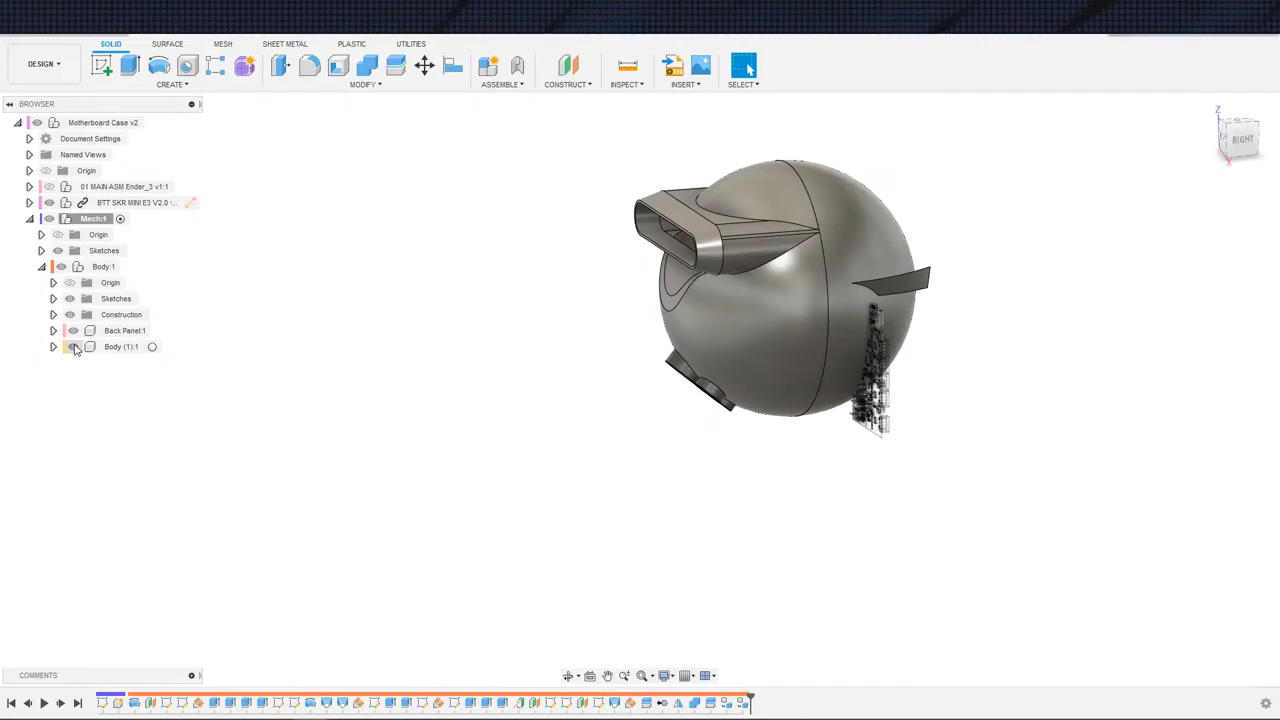 SOLID SURFACE MESH SHEET METAL PLASTIC UTILITIES
DESIGN
CREATE MODIFY ASSEMBLE CONSTRUCT INSPECT INSERT SELECT
BROWSER
Motherboard Case v2
Document Settings
Named Views
Origin
01 MAIN ASM Ender_3 v1:1
BTT SKR MINI E3 V2.0 -...
Mech:1
Origin
Sketches
Body:1
Origin
Sketches
Construction
Back Panel:1
Body (1):1
Z
RIGHT
X
COMMENTS